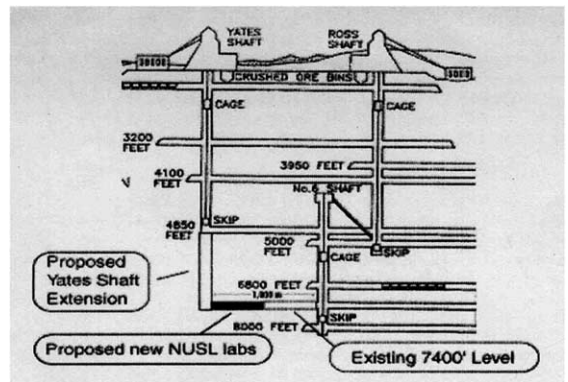 YATES
SHAFT
ROSS
SHAFT
CRUSHED ORE BINS
CAGE
CAGE
3200
FEET
3950 FEET
4100
FEET
No.6 SHAFT
4850
FEET
SKIP
5000
FEET
SKIP
CAGE
Proposed
Yates Shaft
Extension
6800 FEET
1,000 m
SKIP
8000 FEET
Proposed new NUSL labs
Existing 7400' Level